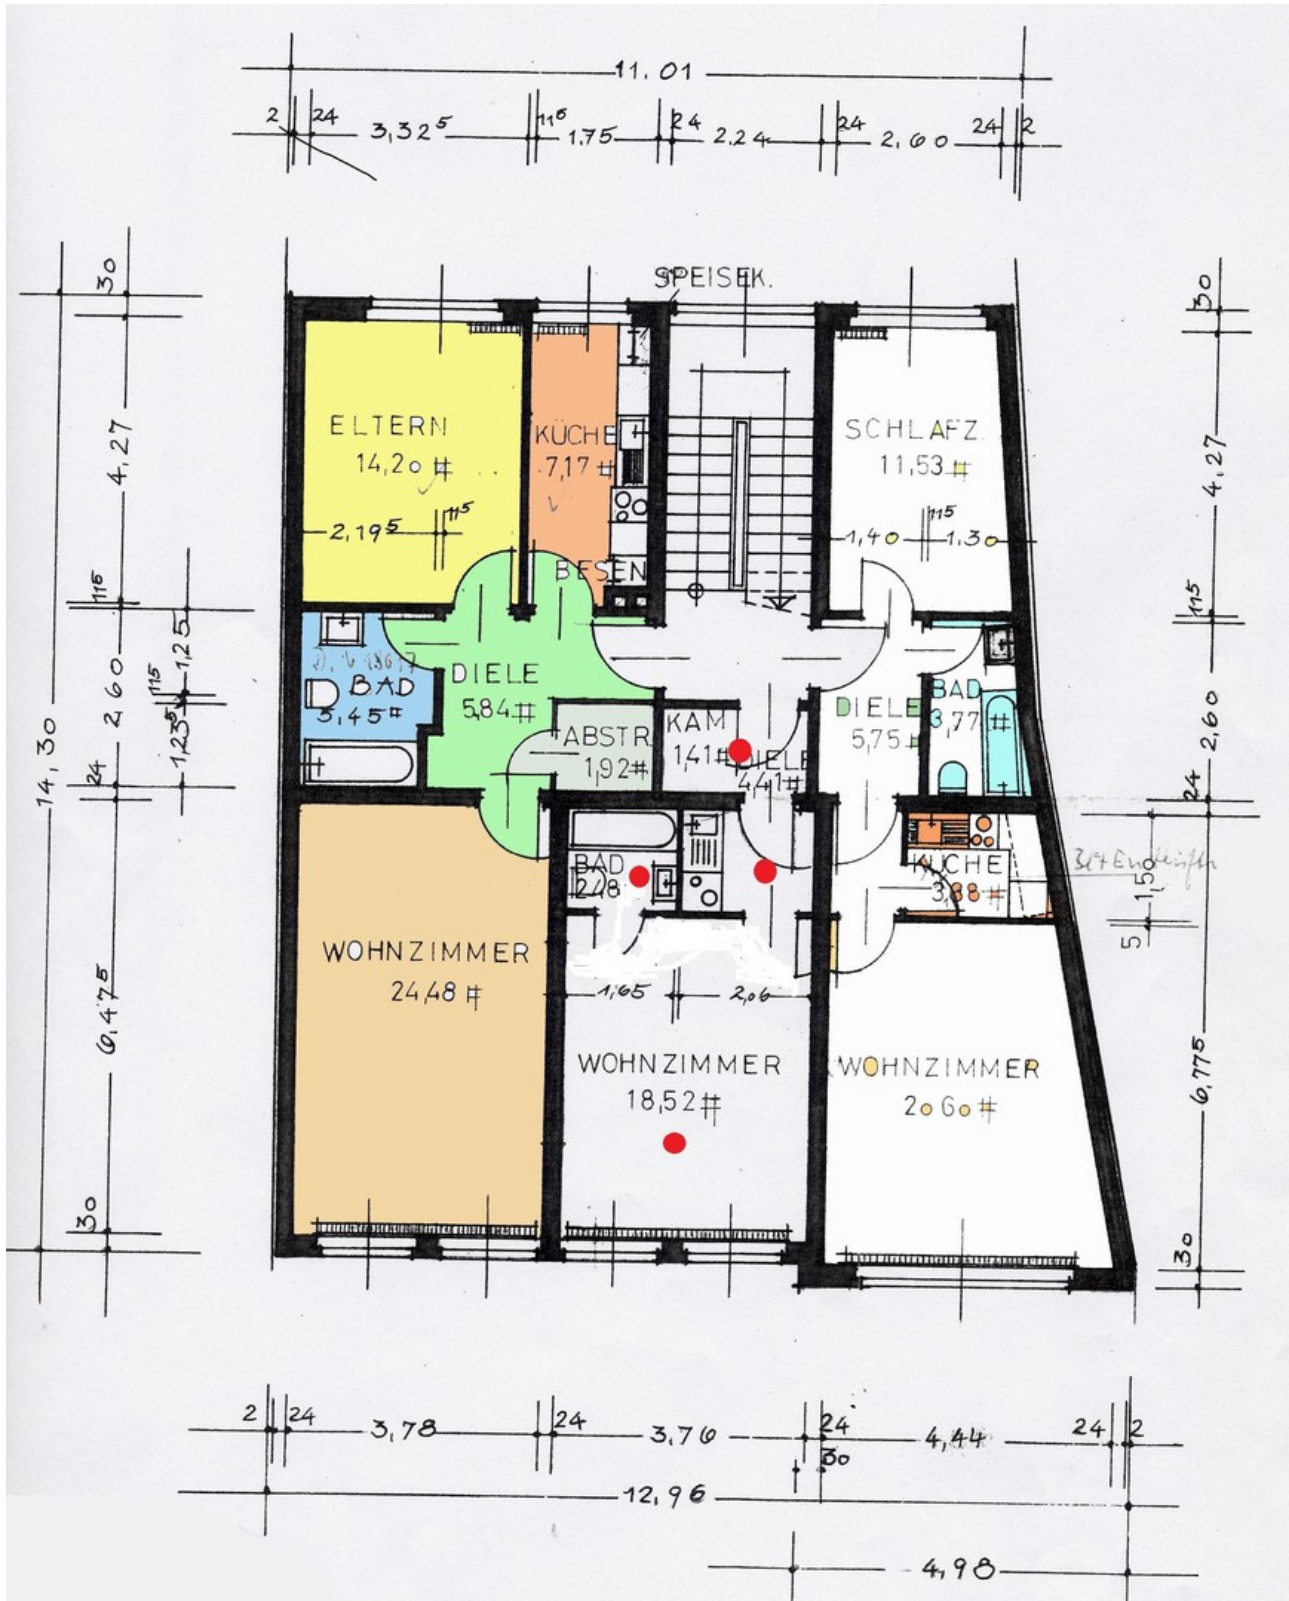 11.01
2 24 3,32⁵ 11⁵ 1.75 24 2.24 24 2,60 24 2
SPEISEK.
30
30
ELTERN
14,20 #
KÜCHE
7,17 #
SCHLAFZ.
11,53 #
4,27
4,27
2,19⁵ 11⁵
1,40 11⁵ 1.30
BESEN
11⁵
11⁵
1,25
BAD
5,45 #
DIELE
5,84 #
ABSTR.
1,92 #
KAM
1,41 #
DIELE
4,41 #
DIELE
5,75 #
BAD
3,77 #
2,60
11⁵
1,23⁵
2,60
24
24
14,30
BAD
2,48
KÜCHE
3,88 #
1,50
5
WOHNZIMMER
24,48 #
1,65 2,06
WOHNZIMMER
18,52 #
WOHNZIMMER
20 60 #
6,47⁵
6,775
30
30
2 24 3,78 24 3,76 24 4,44 24 2
30
12,96
4,98